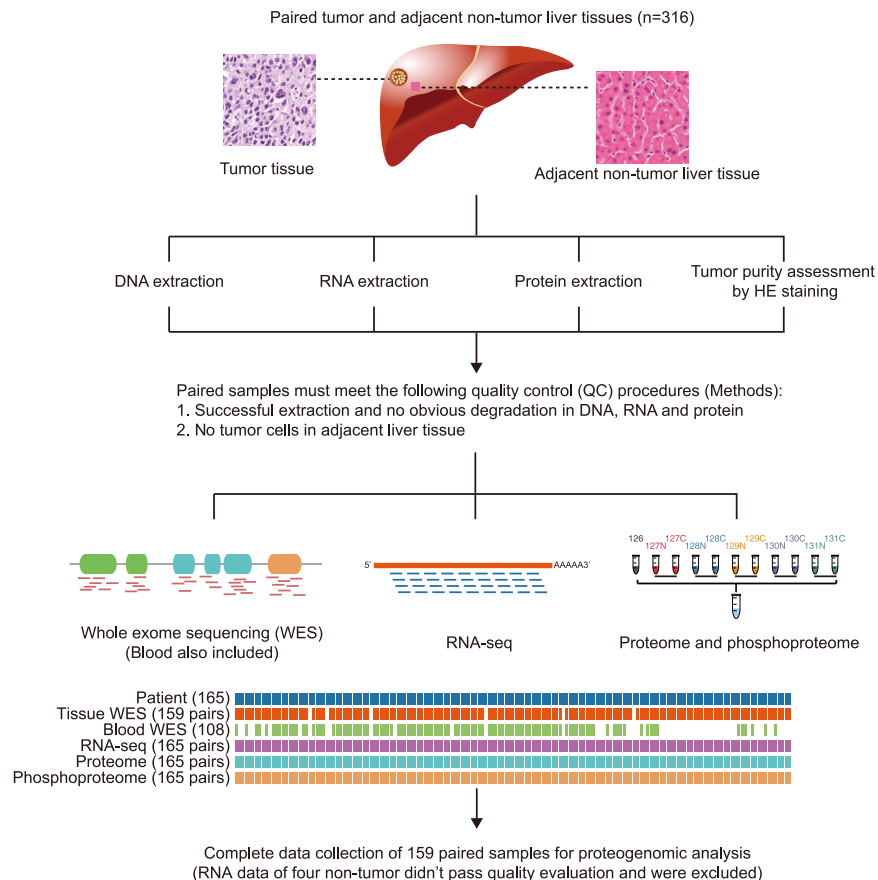 Paired tumor and adjacent non-tumor liver tissues (n=316)
Tumor tissue
Adjacent non-tumor liver tissue
DNA extraction
RNA extraction
Protein extraction
Tumor purity assessment
by HE staining
Paired samples must meet the following quality control (QC) procedures (Methods):
1. Successful extraction and no obvious degradation in DNA, RNA and protein
2. No tumor cells in adjacent liver tissue
5'
AAAAA3'
126
127N
127C
128N
128C
129N
129C
130N
130C
131N
131C
Whole exome sequencing (WES)
(Blood also included)
RNA-seq
Proteome and phosphoproteome
Patient (165)
Tissue WES (159 pairs)
Blood WES (108)
RNA-seq (165 pairs)
Proteome (165 pairs)
Phosphoproteome (165 pairs)
Complete data collection of 159 paired samples for proteogenomic analysis
(RNA data of four non-tumor didn't pass quality evaluation and were excluded)